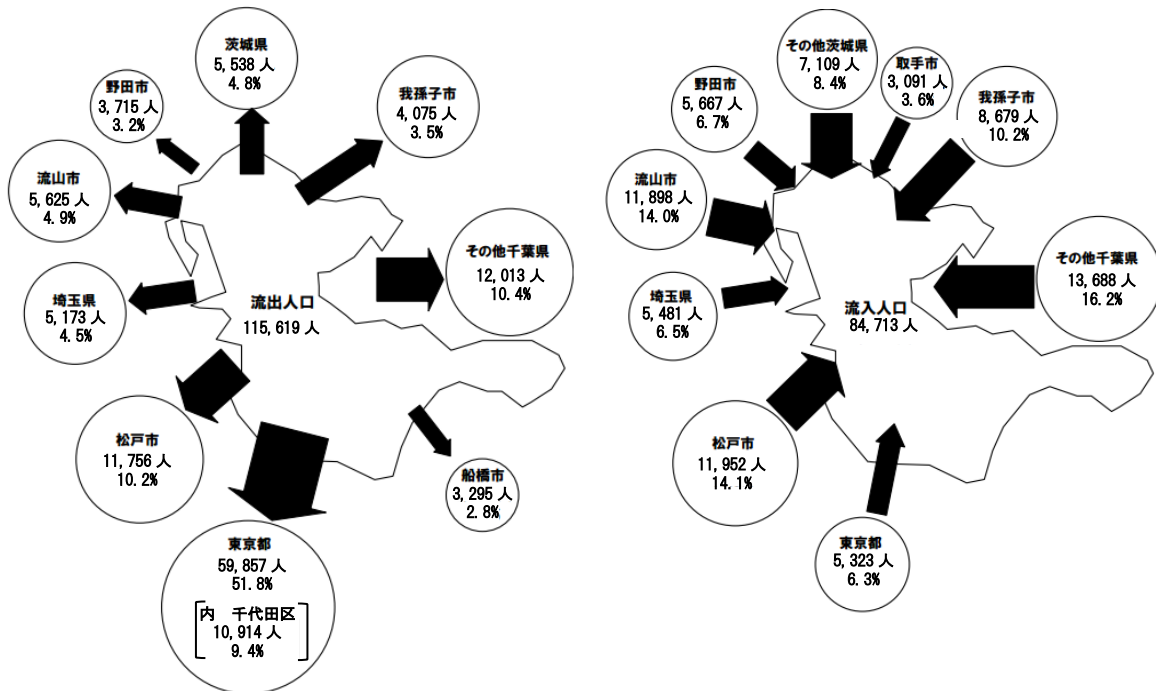 茨城県
5,538 人
4.8%
野田市
3,715 人
3.2%
我孫子市
4,075 人
3.5%
流山市
5,625 人
4.9%
その他千葉県
12,013 人
10.4%
埼玉県
5,173 人
4.5%
流出人口
115,619 人
松戸市
11,756 人
10.2%
船橋市
3,295 人
2.8%
東京都
59,857 人
51.8%
内 千代田区
10,914 人
9.4%
その他茨城県
7,109 人
8.4%
取手市
3,091 人
3.6%
野田市
5,667 人
6.7%
我孫子市
8,679 人
10.2%
流山市
11,898 人
14.0%
その他千葉県
13,688 人
16.2%
埼玉県
5,481 人
6.5%
流入人口
84,713 人
松戸市
11,952 人
14.1%
東京都
5,323 人
6.3%